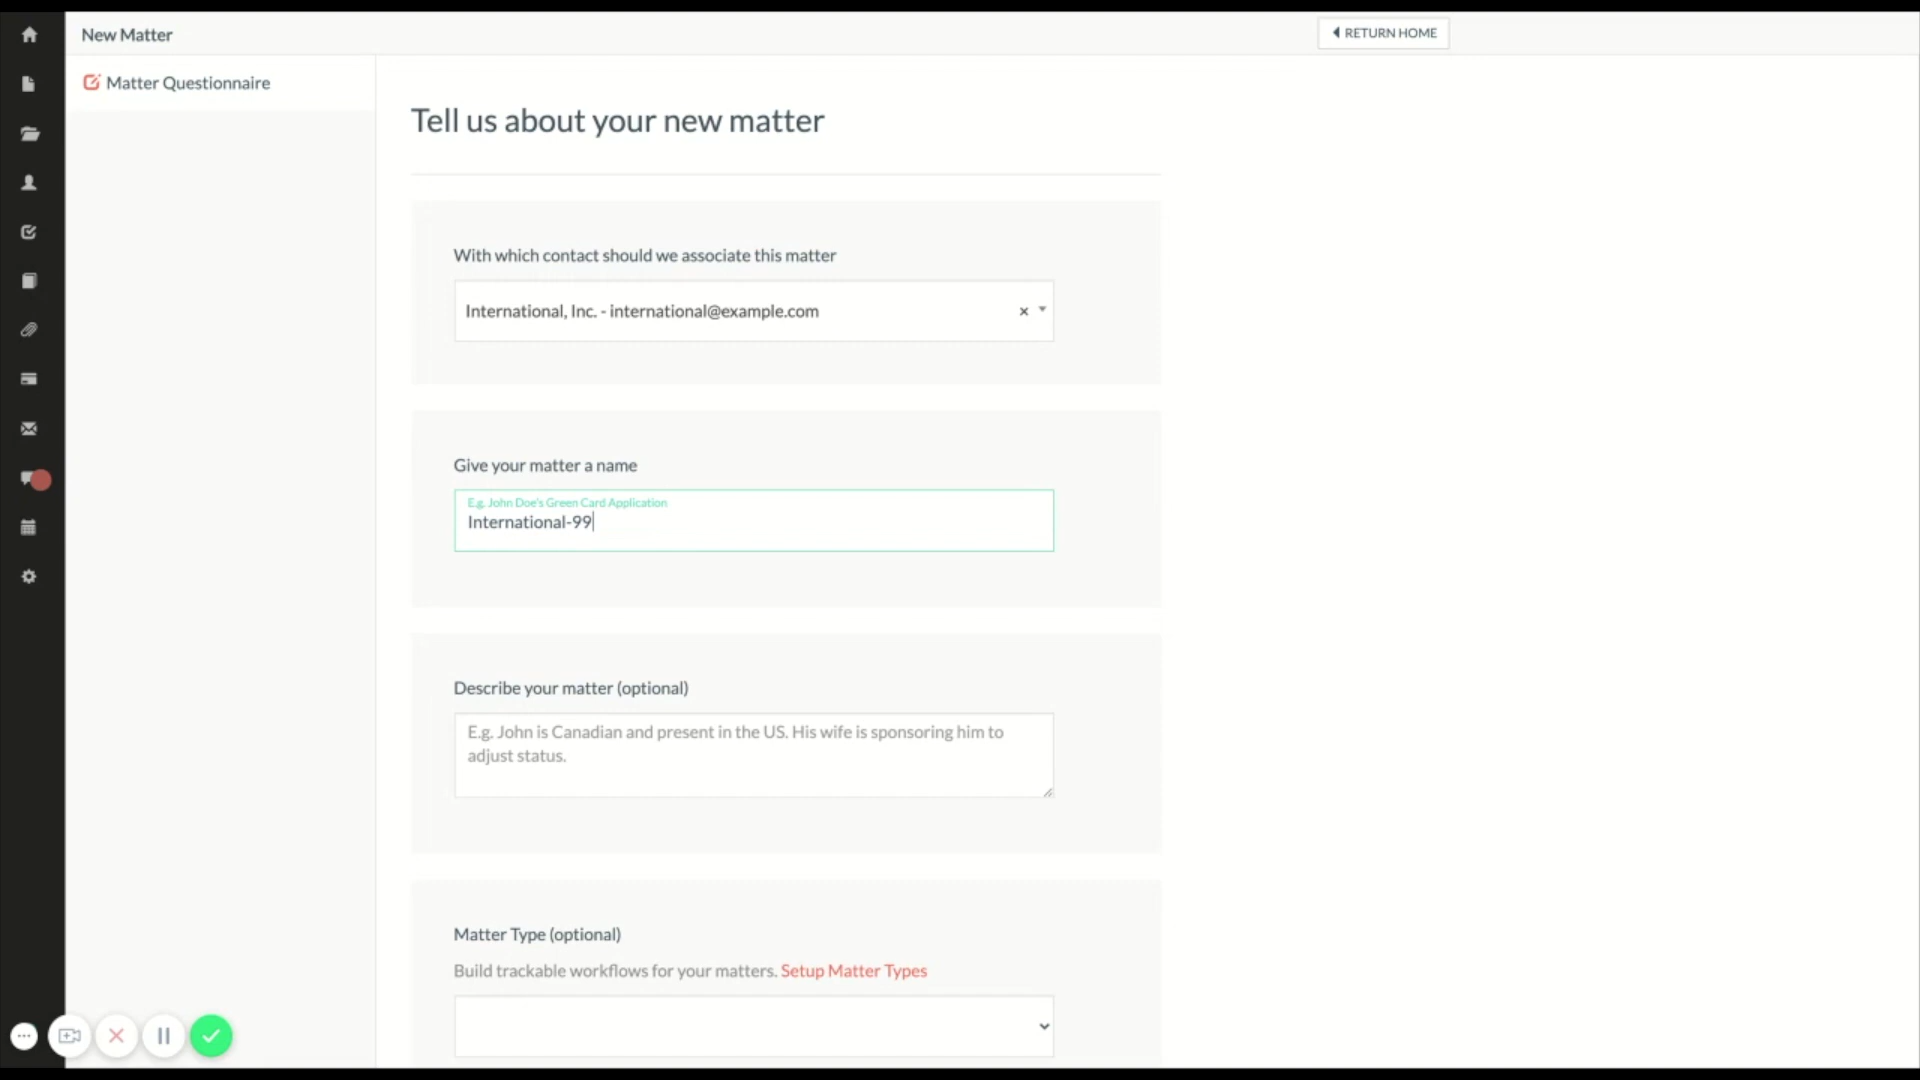 New Matter
RETURN HOME
Matter Questionnaire
Tell us about your new matter
With which contact should we associate this matter
International, Inc. - international@example.com
Give your matter a name
E.g. John Doe's Green Card Application
International-99
Describe your matter (optional)
E.g. John is Canadian and present in the US. His wife is sponsoring him to
adjust status.
Matter Type (optional)
Build trackable workflows for your matters. Setup Matter Types